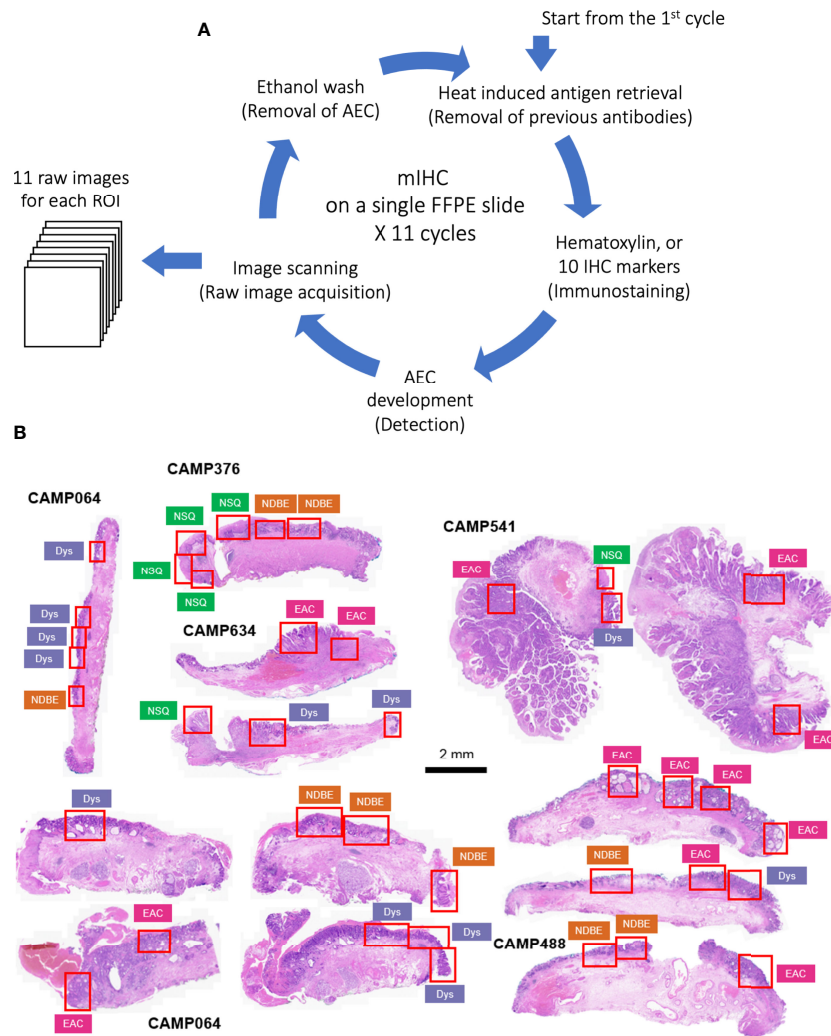 A
Start from the 1st cycle
Ethanol wash
(Removal of AEC)
Heat induced antigen retrieval
(Removal of previous antibodies)
11 raw images
for each ROI
mIHC
on a single FFPE slide
X 11 cycles
Image scanning
(Raw image acquisition)
Hematoxylin, or
10 IHC markers
(Immunostaining)
AEC
development
(Detection)
B
CAMP376
CAMP064
NSQ
NSQ
NDBE
NDBE
NSQ
NSQ
Dys
Dys
Dys
Dys
NDBE
CAMP634
EAC
EAC
NSQ
Dys
Dys
CAMP541
EAC
NSQ
EAC
Dys
EAC
2 mm
Dys
NDBE
NDBE
NDBE
EAC
EAC
EAC
EAC
NDBE
EAC
Dys
EAC
EAC
CAMP064
Dys
Dys
Dys
CAMP488
NDBE
NDBE
EAC